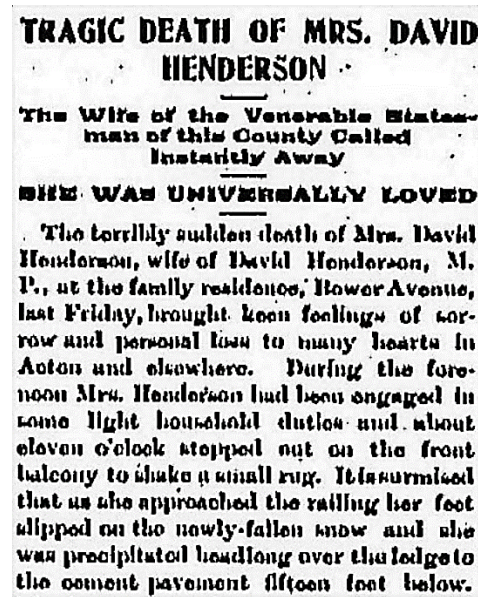 TRAGIC DEATH OF MRS. DAVID
HENDERSON
The Wife of the Venerable States-
man of this County Called
Instantly Away
SHE WAS UNIVERSALLY LOVED
The terribly sudden death of Mrs. David
Henderson, wife of David Henderson, M.
P., at the family residence, Bower Avenue,
last Friday, brought keen feelings of sor-
row and personal loss to many hearts in
Acton and elsewhere. During the fore-
noon Mrs. Henderson had been engaged in
some light household duties and about
eleven o'clock stepped out on the front
balcony to shake a small rug. It is surmised
that as she approached the railing her feet
slipped on the newly-fallen snow and she
was precipitated headlong over the ledge to
the cement pavement fifteen feet below.